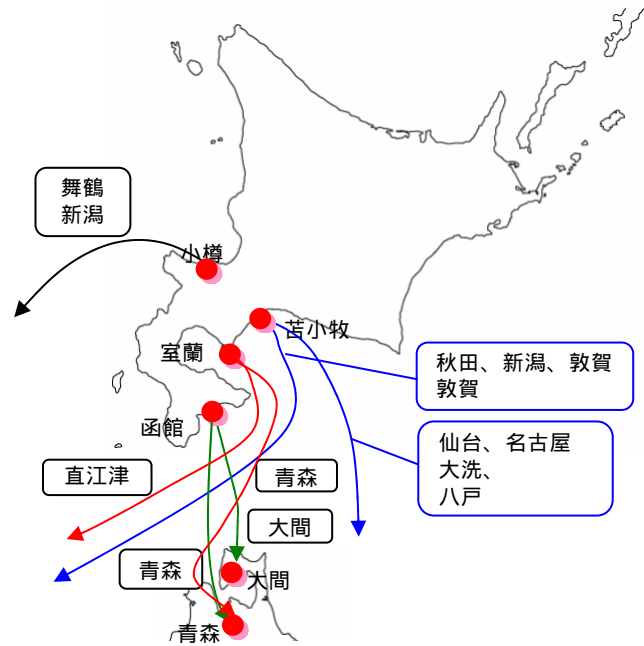 舞鶴
新潟
小樽
苫小牧
室蘭
秋田、新潟、敦賀
敦賀
函館
仙台、名古屋
大洗、
八戸
直江津
青森
大間
青森
大間
青森